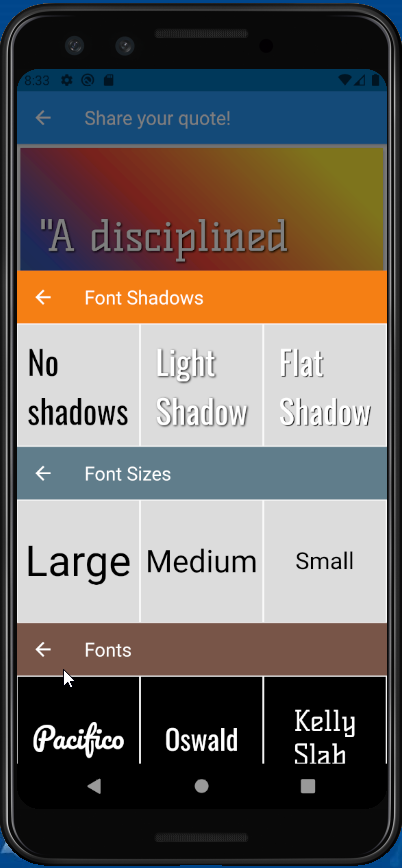 8:33
Share your quote!
"A disciplined
Font Shadows
No
shadows
Light
Shadow
Flat
Shadow
Font Sizes
Large
Medium
Small
Fonts
Pacifico
Oswald
Kelly
Slab